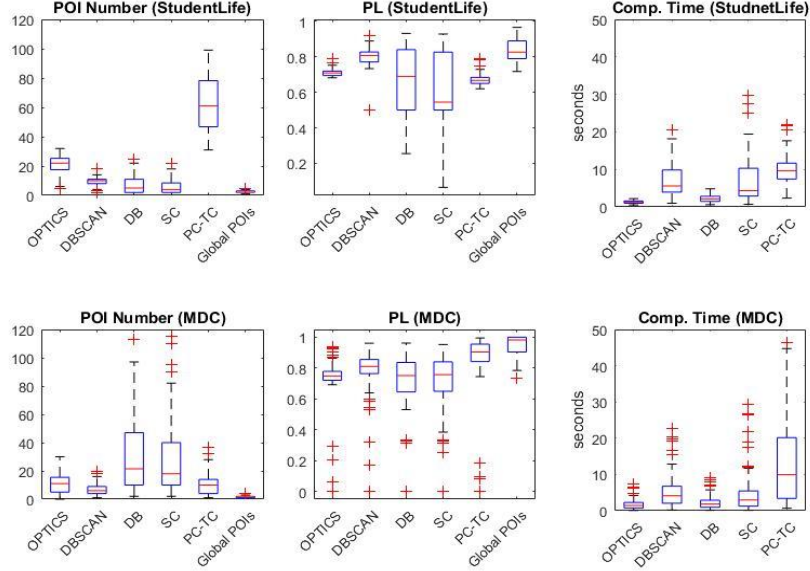 POI Number (StudentLife)
120
100
80
60
40
20
0
OPTICS
DBSCAN
DB
SC
PC-TC
Global POIs
PL (StudentLife)
1
0.8
0.6
0.4
0.2
OPTICS
DBSCAN
DB
SC
PC-TC
Global POIs
Comp. Time (StudnetLife)
seconds
50
40
30
20
10
0
OPTICS
DBSCAN
DB
SC
PC-TC
POI Number (MDC)
120
100
80
60
40
20
0
OPTICS
DBSCAN
DB
SC
PC-TC
Global POIs
PL (MDC)
1
0.8
0.6
0.4
0.2
0
OPTICS
DBSCAN
DB
SC
PC-TC
Global POIs
Comp. Time (MDC)
seconds
50
40
30
20
10
0
OPTICS
DBSCAN
DB
SC
PC-TC